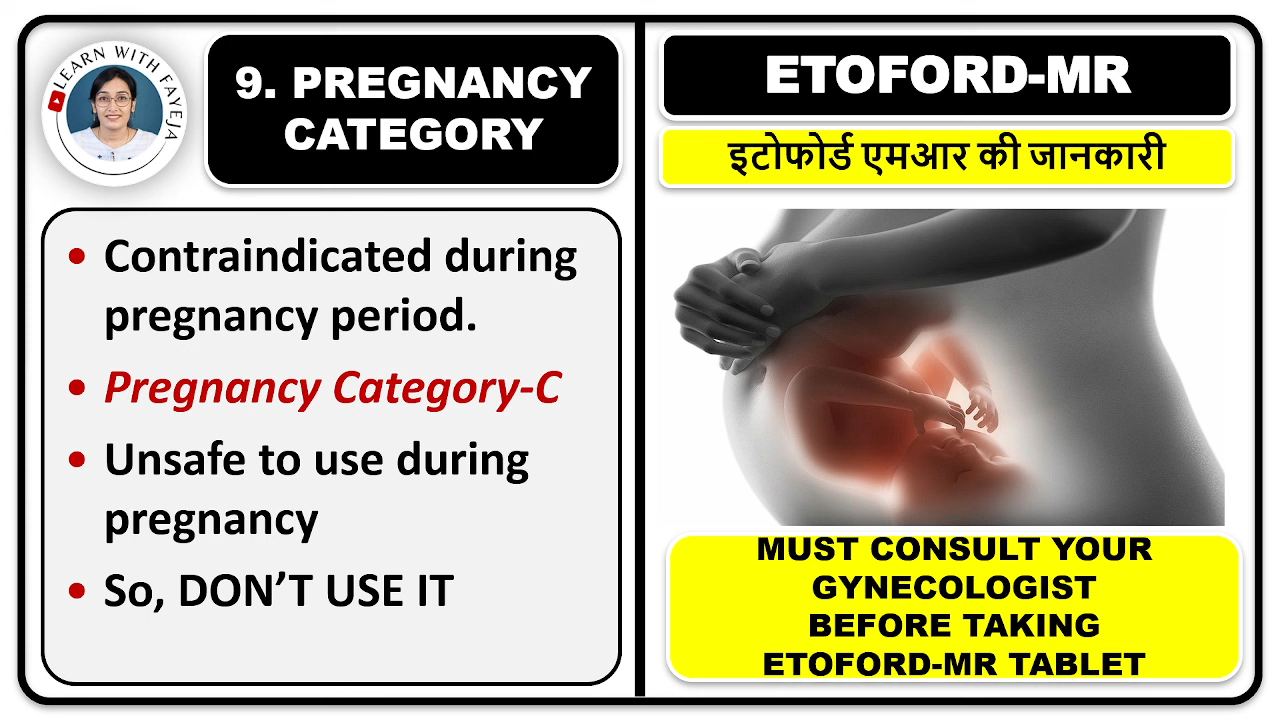 LEARN WITH FAYEJA
9. PREGNANCY
CATEGORY
• Contraindicated during
pregnancy period.
• Pregnancy Category-C
• Unsafe to use during
pregnancy
• So, DON’T USE IT
ETOFORD-MR
इटोफोर्ड एमआर की जानकारी
MUST CONSULT YOUR
GYNECOLOGIST
BEFORE TAKING
ETOFORD-MR TABLET